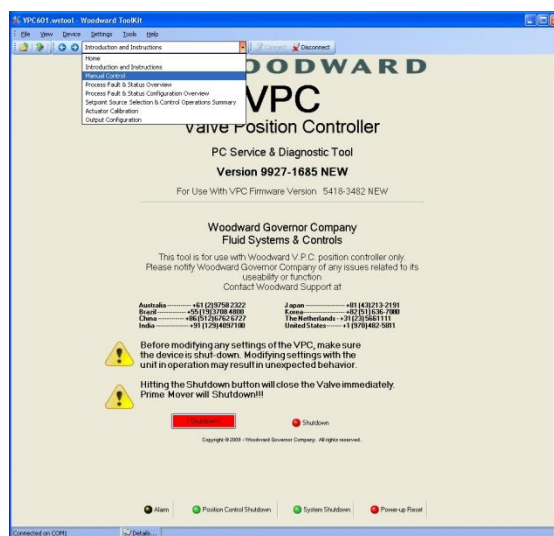 VPC601.wstool - Woodward ToolKit
File View Device Settings Tools Help
Introduction and Instructions Connect Disconnect
Home
Introduction and Instructions
Manual Control
Process Fault & Status Overview
Process Fault & Status Configuration Overview
Setpoint Source Selection & Control Operations Summary
Actuator Calibration
Output Configuration
OODWARD
VPC
Valve Position Controller
PC Service & Diagnostic Tool
Version 9927-1685 NEW
For Use With VPC Firmware Version 5418-3482 NEW
Woodward Governor Company
Fluid Systems & Controls
This tool is for use with Woodward V.P.C. position controller only.
Please notify Woodward Governor Company of any issues related to its
useability or function.
Contact Woodward Support at
Australia ------------ +61 (2)9758 2322 Japan ------------------ +81 (43)213-2191
Brazil ------------ +55(19)3708 4800 Korea ------------------ +82(51)636-7080
China ------------ +86(512)6762 6727 The Netherlands - +31 (23)5661111
India ------------ +91 (129)4097100 United States ------ +1 (970)482-5811
Before modifying any settings of the VPC, make sure
the device is shut-down. Modifying settings with the
unit in operation may result in unexpected behavior.
Hitting the Shutdown button will close the Valve immediately.
Prime Mover will Shutdown!!!
Shutdown Shutdown
Copyright © 2005 - Woodward Governor Company. All rights reserved.
Alarm Position Control Shutdown System Shutdown Power-up Reset
Connected on COM1 Details...